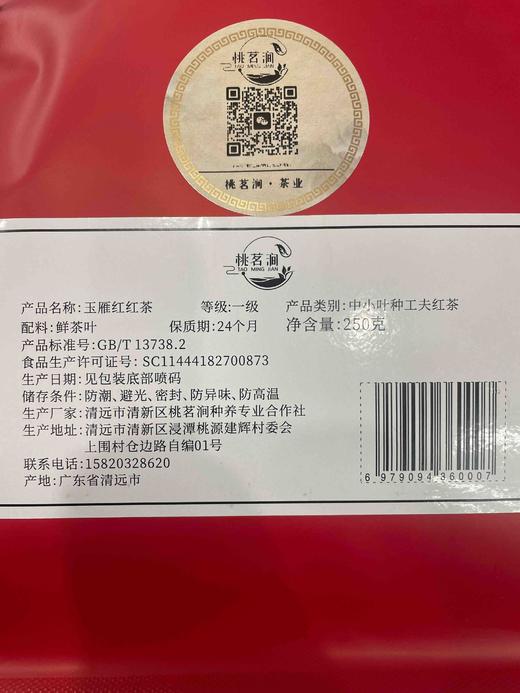 桃茗涧
TAO MING JIAN
桃茗涧·茶业
桃茗涧
TAO MING JIAN
产品名称:玉雁红红茶 等级:一级 产品类别:中小叶种工夫红茶
配料:鲜茶叶 保质期:24个月 净含量:250克
产品标准号:GB/T 13738.2
食品生产许可证号:SC11444182700873
生产日期:见包装底部喷码
储存条件:防潮、避光、密封、防异味、防高温
生产厂家:清远市清新区桃茗涧种养专业合作社
生产地址:清远市清新区浸潭桃源建辉村委会
上围村仓边路自编01号
联系电话:15820328620
产地:广东省清远市
6 979094 360007